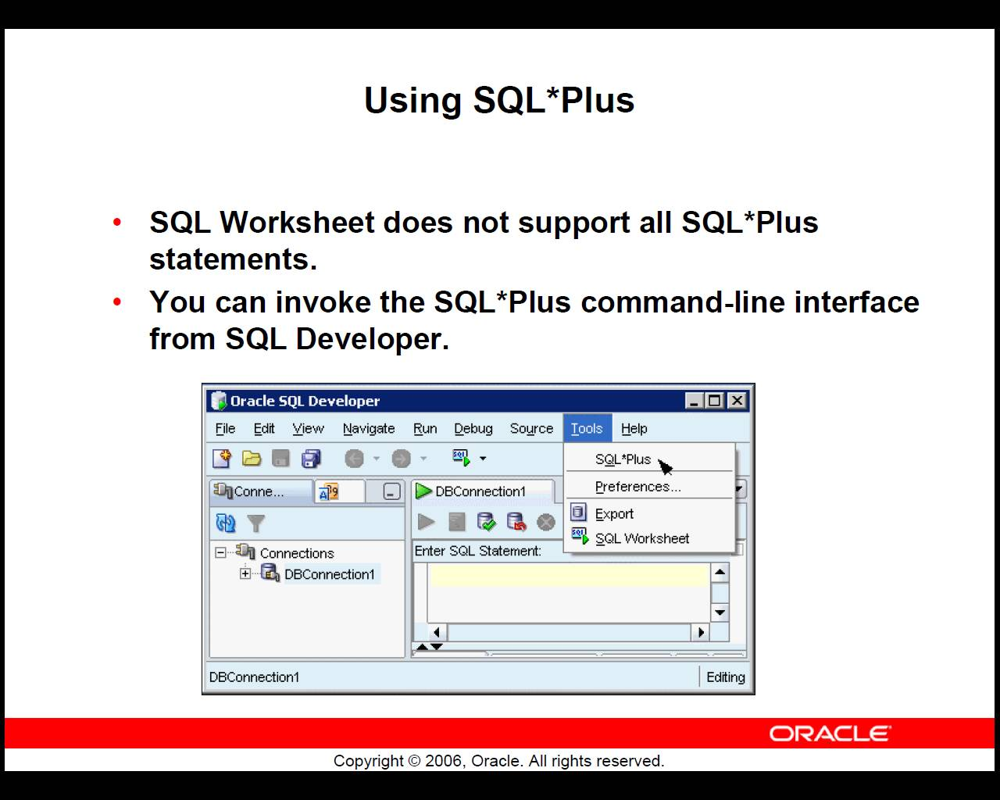 Using SQL*Plus
• SQL Worksheet does not support all SQL*Plus
statements.
• You can invoke the SQL*Plus command-line interface
from SQL Developer.
Oracle SQL Developer
File Edit View Navigate Run Debug Source Tools Help
SQL*Plus
Preferences...
Export
SQL Worksheet
Conne...
DBConnection1
Connections
DBConnection1
Enter SQL Statement:
DBConnection1
Editing
ORACLE
Copyright © 2006, Oracle. All rights reserved.